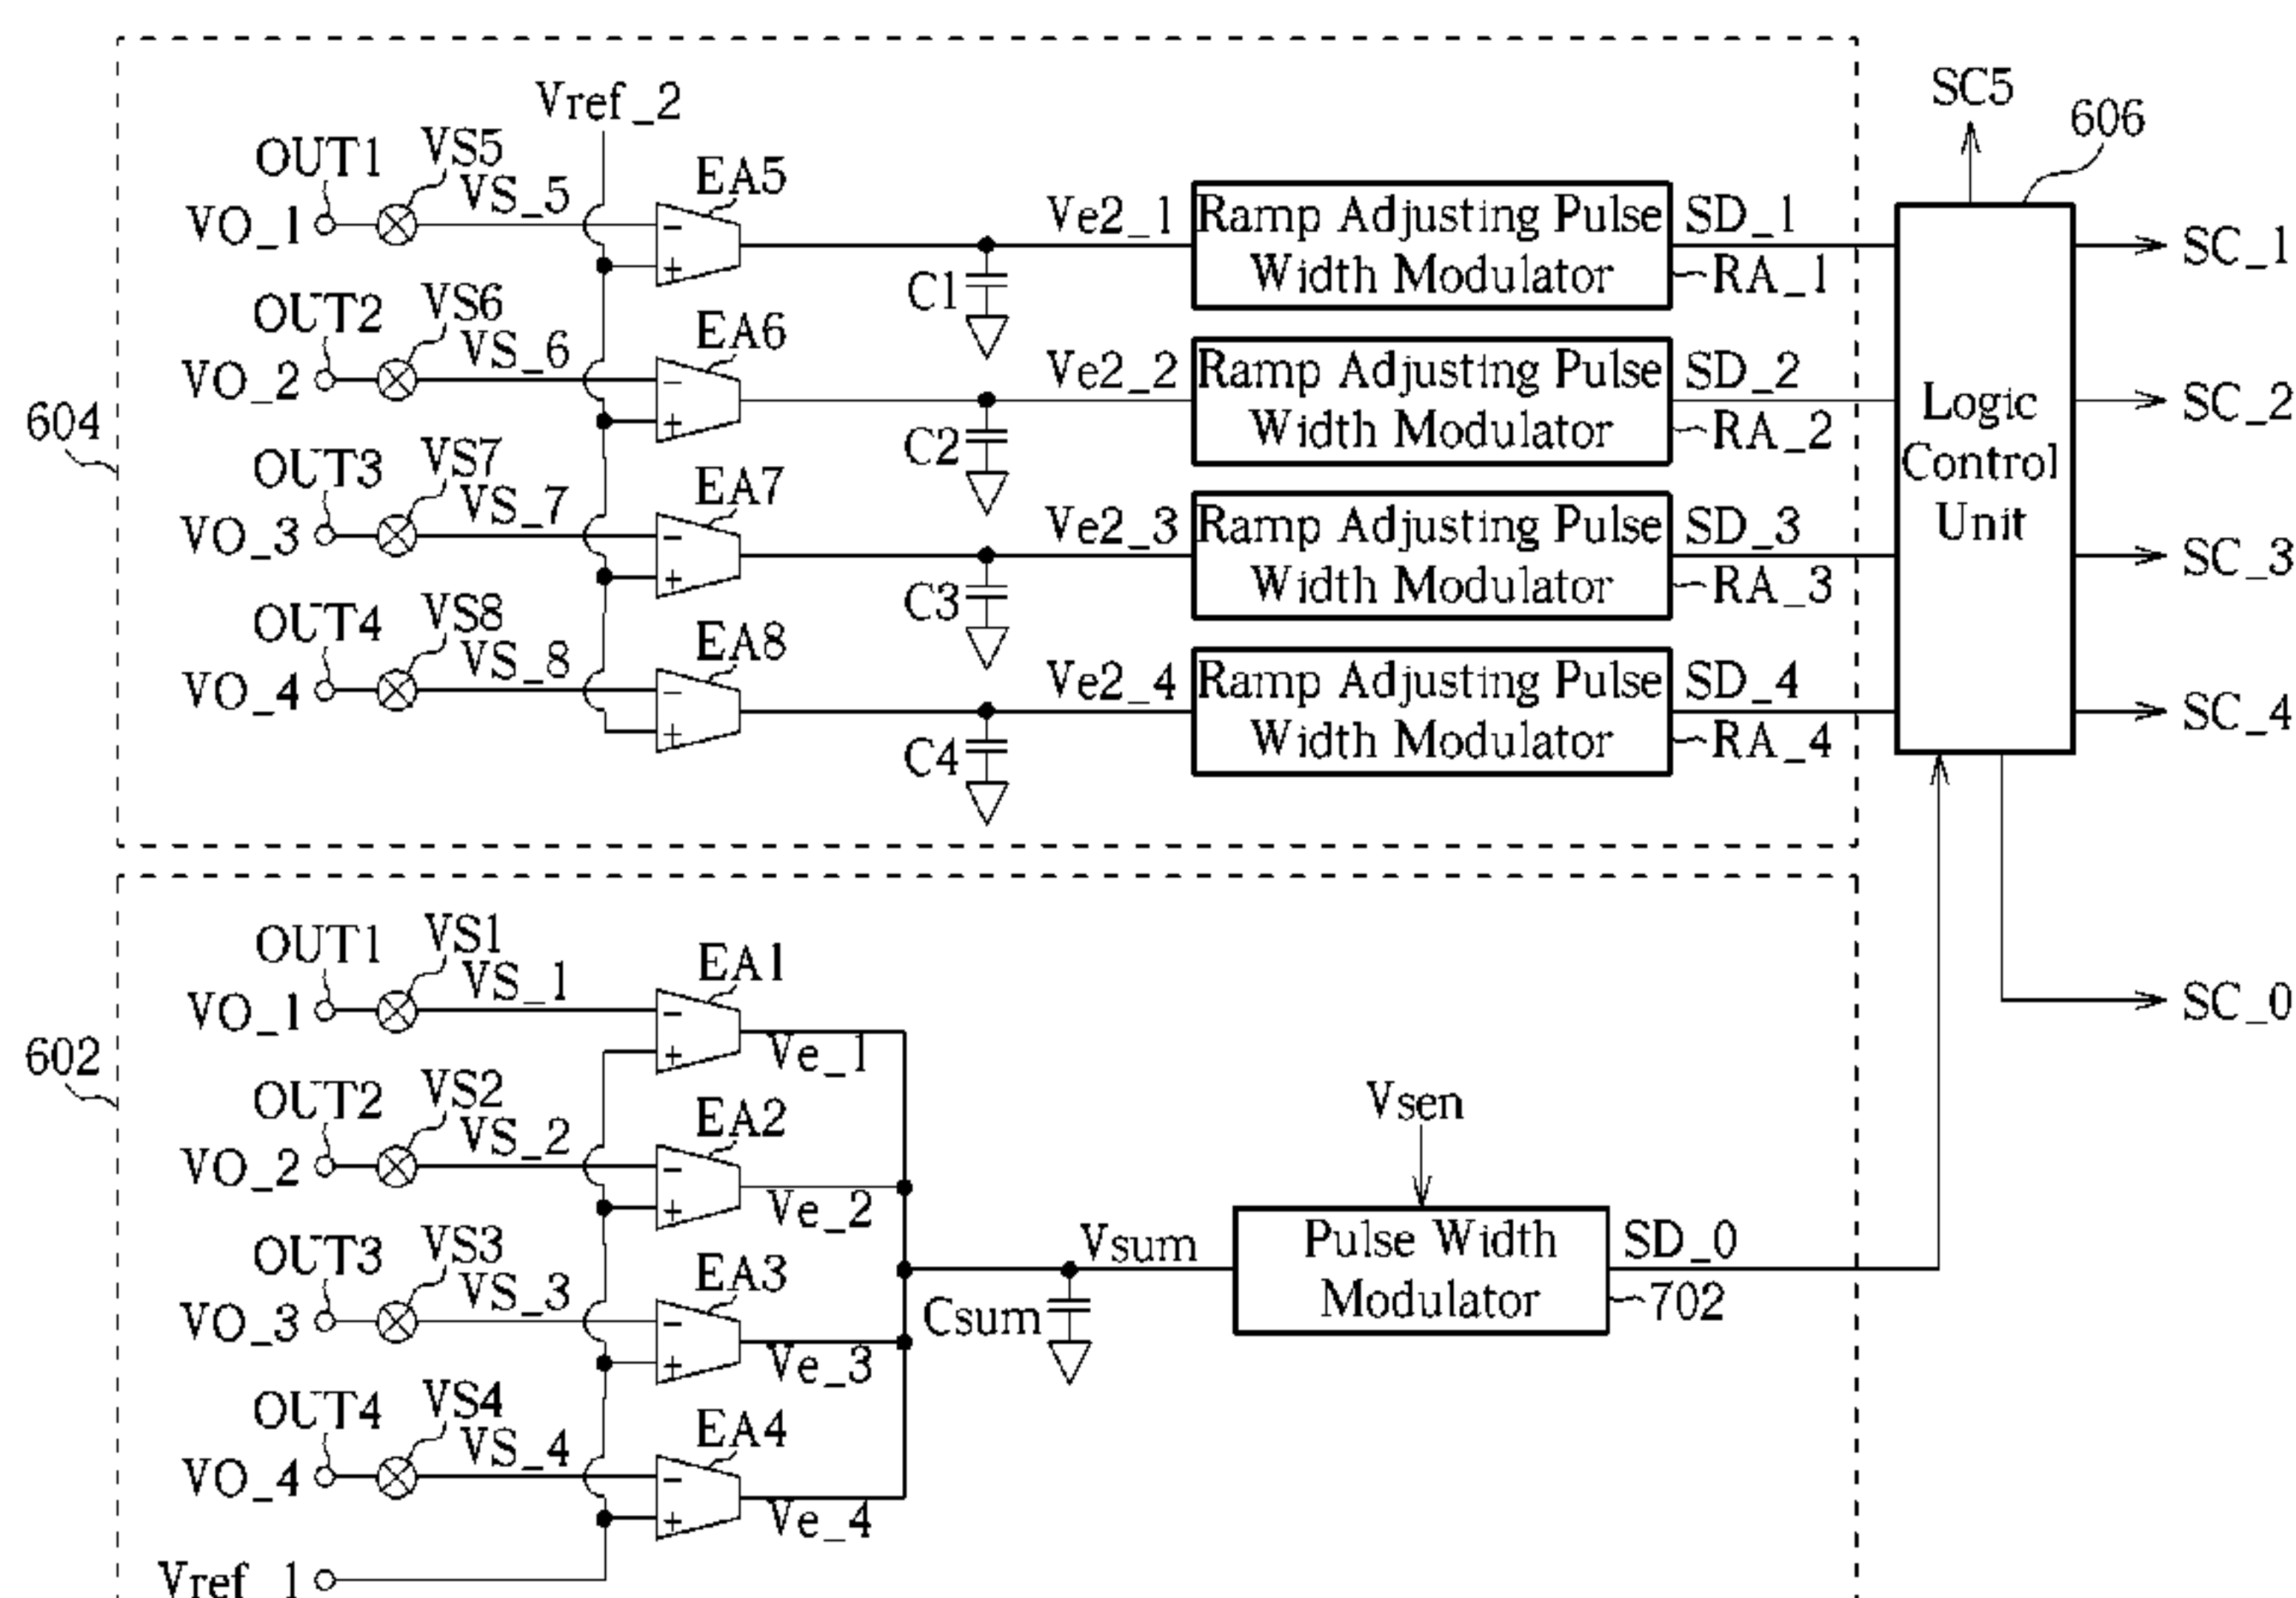 Vref_2
SC5
606
OUT1
VS5
VS_5
EA5
VO_1
Ve2_1
Ramp Adjusting Pulse
Width Modulator
SD_1
RA_1
SC_1
C1
OUT2
VS6
VS_6
EA6
VO_2
Ve2_2
Ramp Adjusting Pulse
Width Modulator
SD_2
RA_2
SC_2
C2
Logic
Control
Unit
604
OUT3
VS7
VS_7
EA7
VO_3
Ve2_3
Ramp Adjusting Pulse
Width Modulator
SD_3
RA_3
SC_3
C3
OUT4
VS8
VS_8
EA8
VO_4
Ve2_4
Ramp Adjusting Pulse
Width Modulator
SD_4
RA_4
SC_4
C4
OUT1
VS1
VS_1
EA1
VO_1
Ve_1
SC_0
602
OUT2
VS2
VS_2
EA2
VO_2
Ve_2
Vsen
OUT3
VS3
VS_3
EA3
VO_3
Ve_3
Vsum
Csum
Pulse Width
Modulator
SD_0
702
OUT4
VS4
VS_4
EA4
VO_4
Ve_4
Vref_1
- + - + - + - +
- + - + - + - +